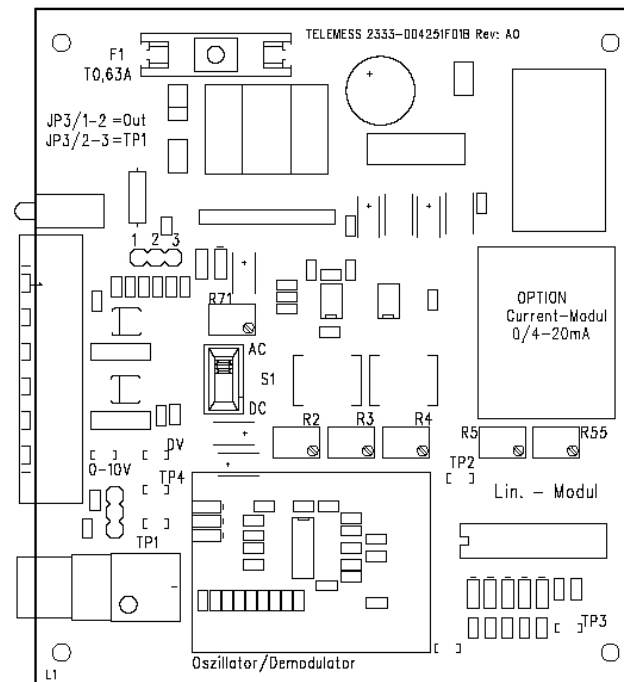 TELEMESS 2333-004251F01B Rev: A0
F1
T0,63A
JP3/1-2 =Out
JP3/2-3 =TP1
1 2 3
R71
OPTION
Current-Modul
0/4-20mA
AC
S1
DC
R2 R3 R4
R5 R55
0V
0-10V
TP4
TP2
Lin. - Modul
TP1
TP3
Oszillator/Demodulator
L1